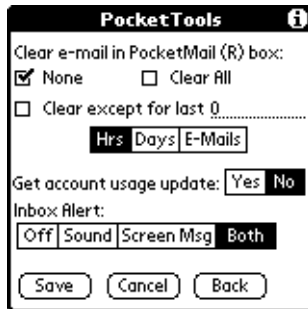 PocketTools
Clear e-mail in PocketMail (R) box:
None Clear All
Clear except for last 0
Hrs Days E-Mails
Get account usage update: Yes No
Inbox Alert:
Off Sound Screen Msg Both
Save Cancel Back